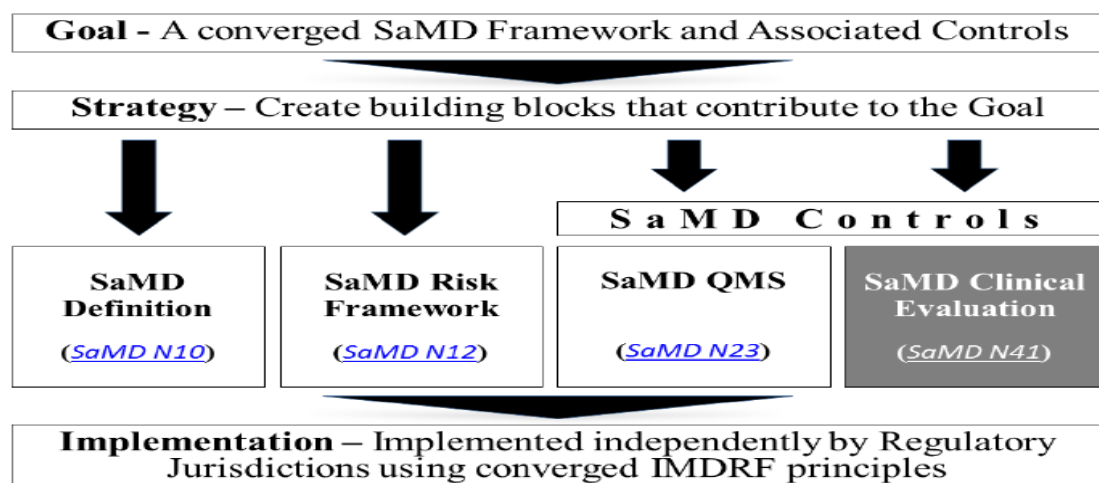 Goal - A converged SaMD Framework and Associated Controls
Strategy – Create building blocks that contribute to the Goal
SaMD Controls
SaMD
Definition
(SaMD N10)
SaMD Risk
Framework
(SaMD N12)
SaMD QMS
(SaMD N23)
SaMD Clinical
Evaluation
(SaMD N41)
Implementation – Implemented independently by Regulatory
Jurisdictions using converged IMDRF principles